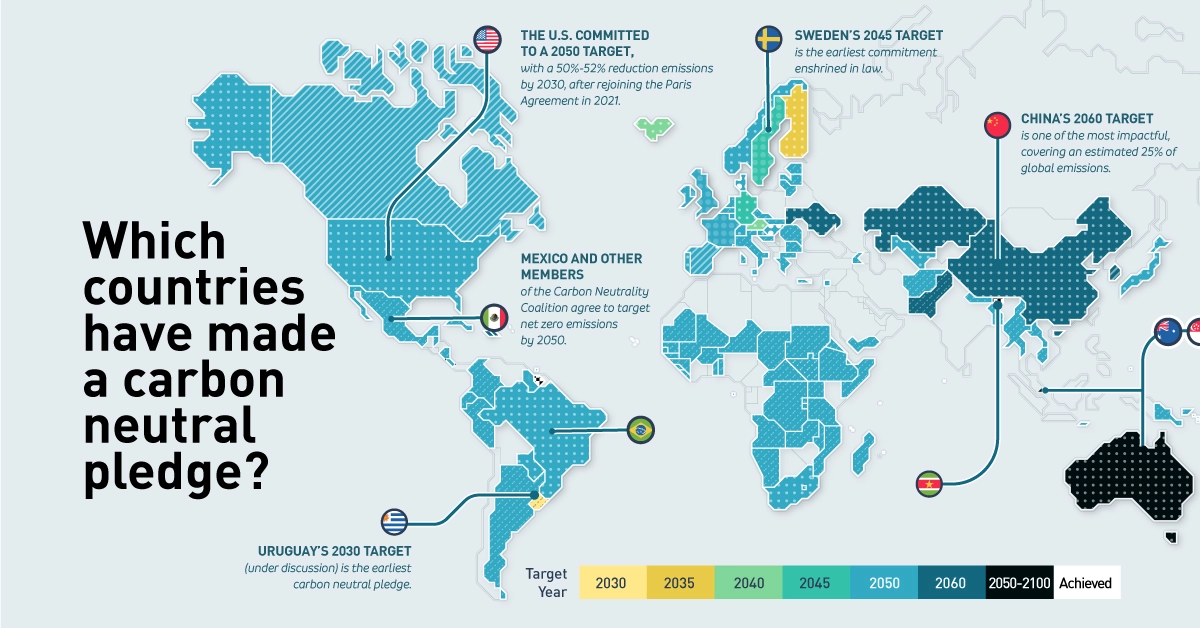 Which
countries
have made
a carbon
neutral
pledge?
THE U.S. COMMITTED
TO A 2050 TARGET,
with a 50%-52% reduction emissions
by 2030, after rejoining the Paris
Agreement in 2021.
SWEDEN'S 2045 TARGET
is the earliest commitment
enshrined in law.
CHINA'S 2060 TARGET
is one of the most impactful,
covering an estimated 25% of
global emissions.
MEXICO AND OTHER
MEMBERS
of the Carbon Neutrality
Coalition agree to target
net zero emissions
by 2050.
URUGUAY'S 2030 TARGET
(under discussion) is the earliest
carbon neutral pledge.
Target
Year
2030
2035
2040
2045
2050
2060
2050-2100
Achieved